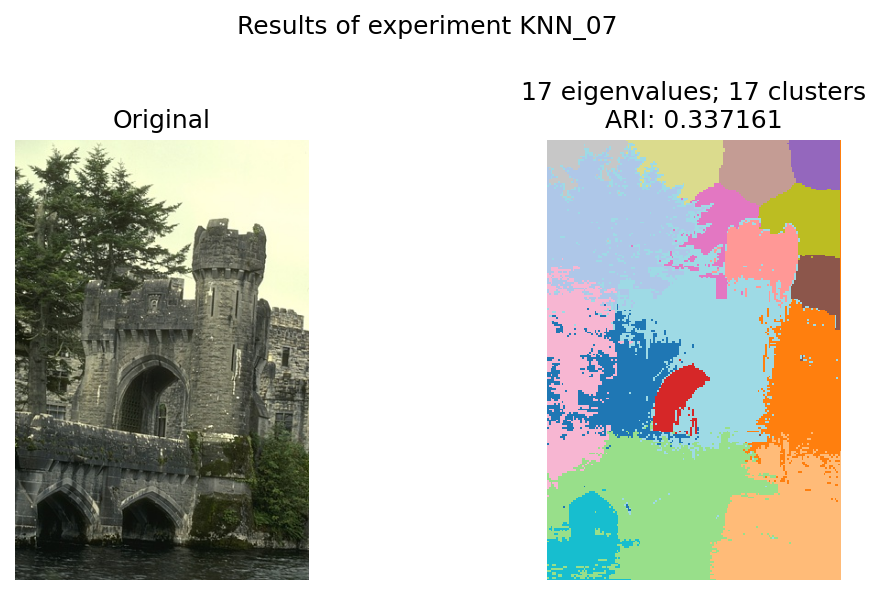 Results of experiment KNN_07
Original
17 eigenvalues; 17 clusters
ARI: 0.337161